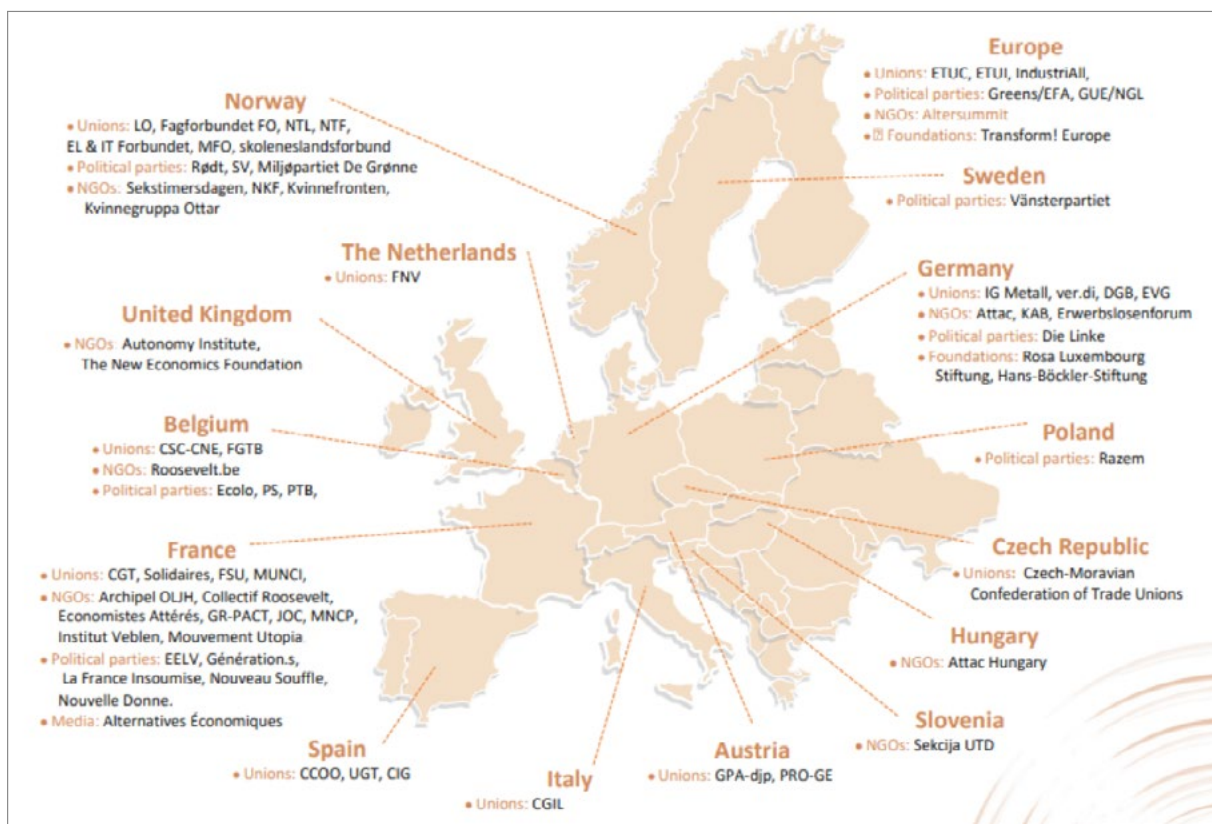 Europe
• Unions: ETUC, ETUI, IndustriAll,
• Political parties: Greens/EFA, GUE/NGL
• NGOs: Altersummit
• Foundations: Transform! Europe
Norway
• Unions: LO, Fagforbundet FO, NTL, NTF,
EL & IT Forbundet, MFO, skoleneslandsforbund
• Political parties: Rødt, SV, Miljøpartiet De Grønne
• NGOs: Sekstimersdagen, NKF, Kvinnefronten,
Kvinnegruppa Ottar
Sweden
• Political parties: Vänsterpartiet
The Netherlands
• Unions: FNV
Germany
• Unions: IG Metall, ver.di, DGB, EVG
• NGOs: Attac, KAB, Erwerbslosenforum
• Political parties: Die Linke
• Foundations: Rosa Luxembourg
Stiftung, Hans-Böckler-Stiftung
United Kingdom
• NGOs: Autonomy Institute,
The New Economics Foundation
Belgium
• Unions: CSC-CNE, FGTB
• NGOs: Roosevelt.be
• Political parties: Ecolo, PS, PTB,
Poland
• Political parties: Razem
France
• Unions: CGT, Solidaires, FSU, MUNCI,
• NGOs: Archipel OLJH, Collectif Roosevelt,
Economistes Attérés, GR-PACT, JOC, MNCP,
Institut Veblen, Mouvement Utopia
• Political parties: EELV, Génération.s,
La France Insoumise, Nouveau Souffle,
Nouvelle Donne.
• Media: Alternatives Économiques
Czech Republic
• Unions: Czech-Moravian
Confederation of Trade Unions
Hungary
• NGOs: Attac Hungary
Slovenia
• NGOs: Sekcija UTD
Spain
• Unions: CCOO, UGT, CIG
Italy
• Unions: CGIL
Austria
• Unions: GPA-djp, PRO-GE